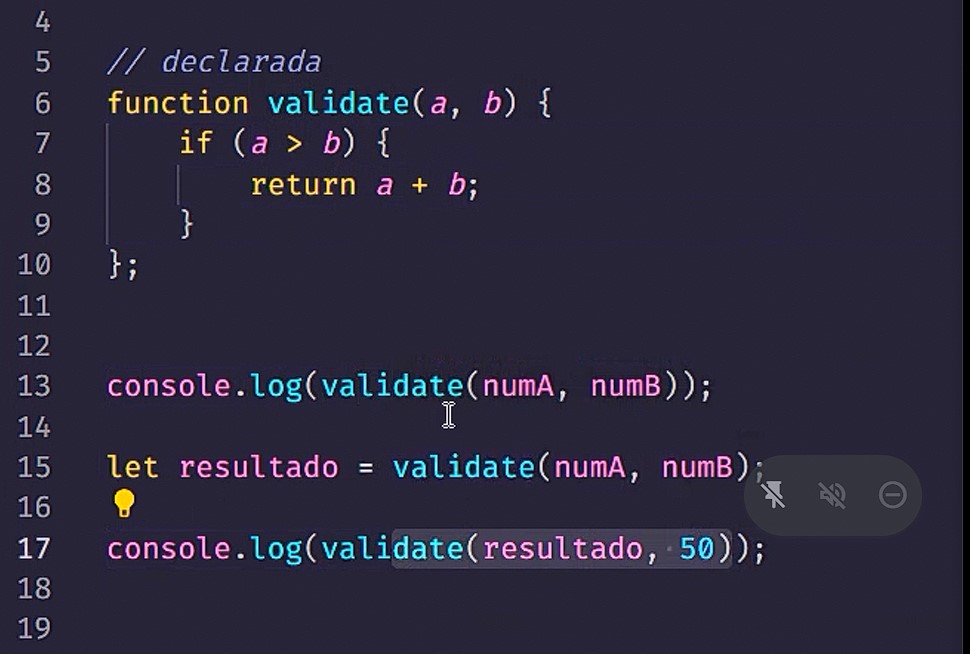 4
5 // declarada
6 function validate(a, b) {
7 if (a > b) {
8 return a + b;
9 }
10 };
11
12
13 console.log(validate(numA, numB));
14
15 let resultado = validate(numA, numB);
16
17 console.log(validate(resultado, 50));
18
19